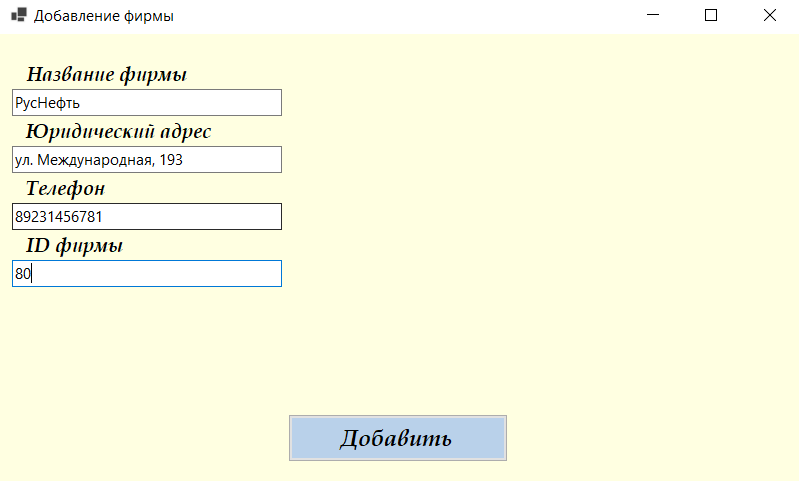 Добавление фирмы
Название фирмы
РусНефть
Юридический адрес
ул. Международная, 193
Телефон
89231456781
ID фирмы
80
Добавить